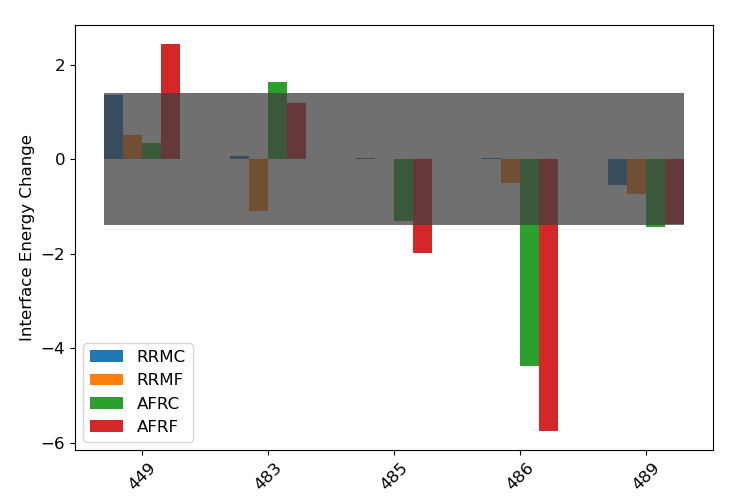 Interface Energy Change
2
0
−2
−4
−6
RRMC
RRMF
AFRC
AFRF
449
483
485
486
489